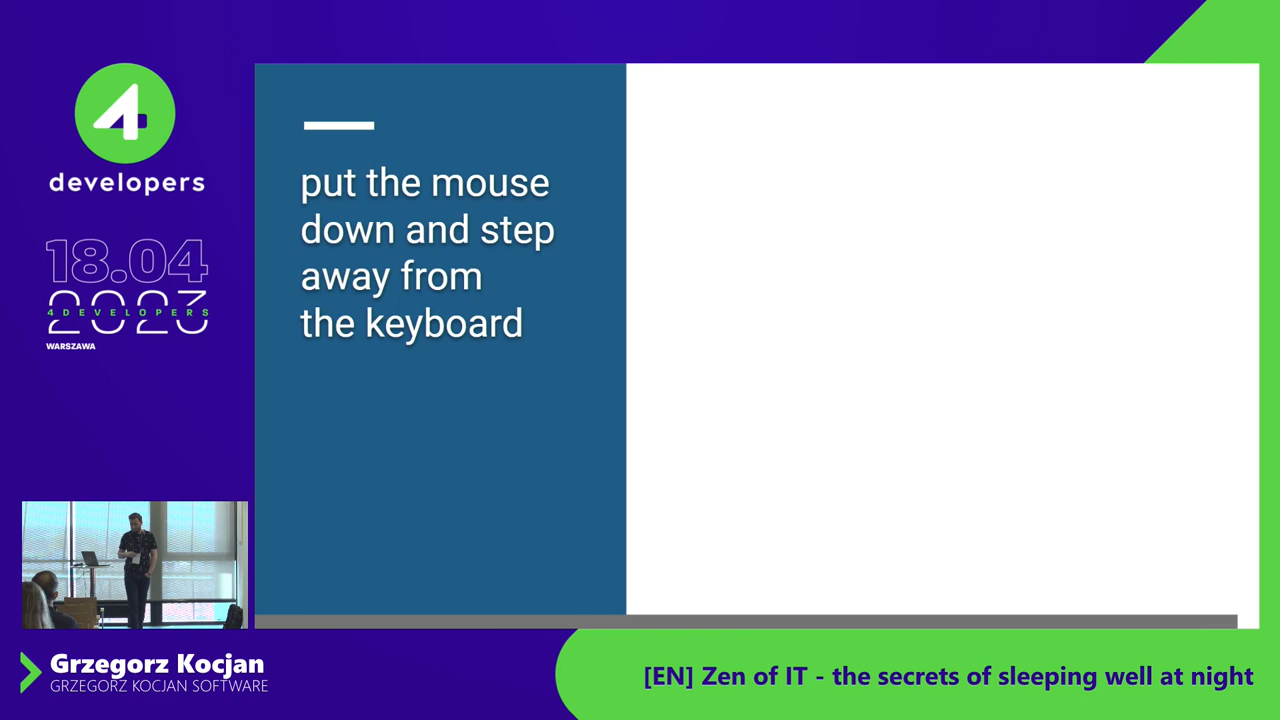 4
developers
18.04
2023
4DEVELOPERS
WARSZAWA
put the mouse
down and step
away from
the keyboard
Grzegorz Kocjan
GRZEGORZ KOCJAN SOFTWARE
[EN] Zen of IT - the secrets of sleeping well at night